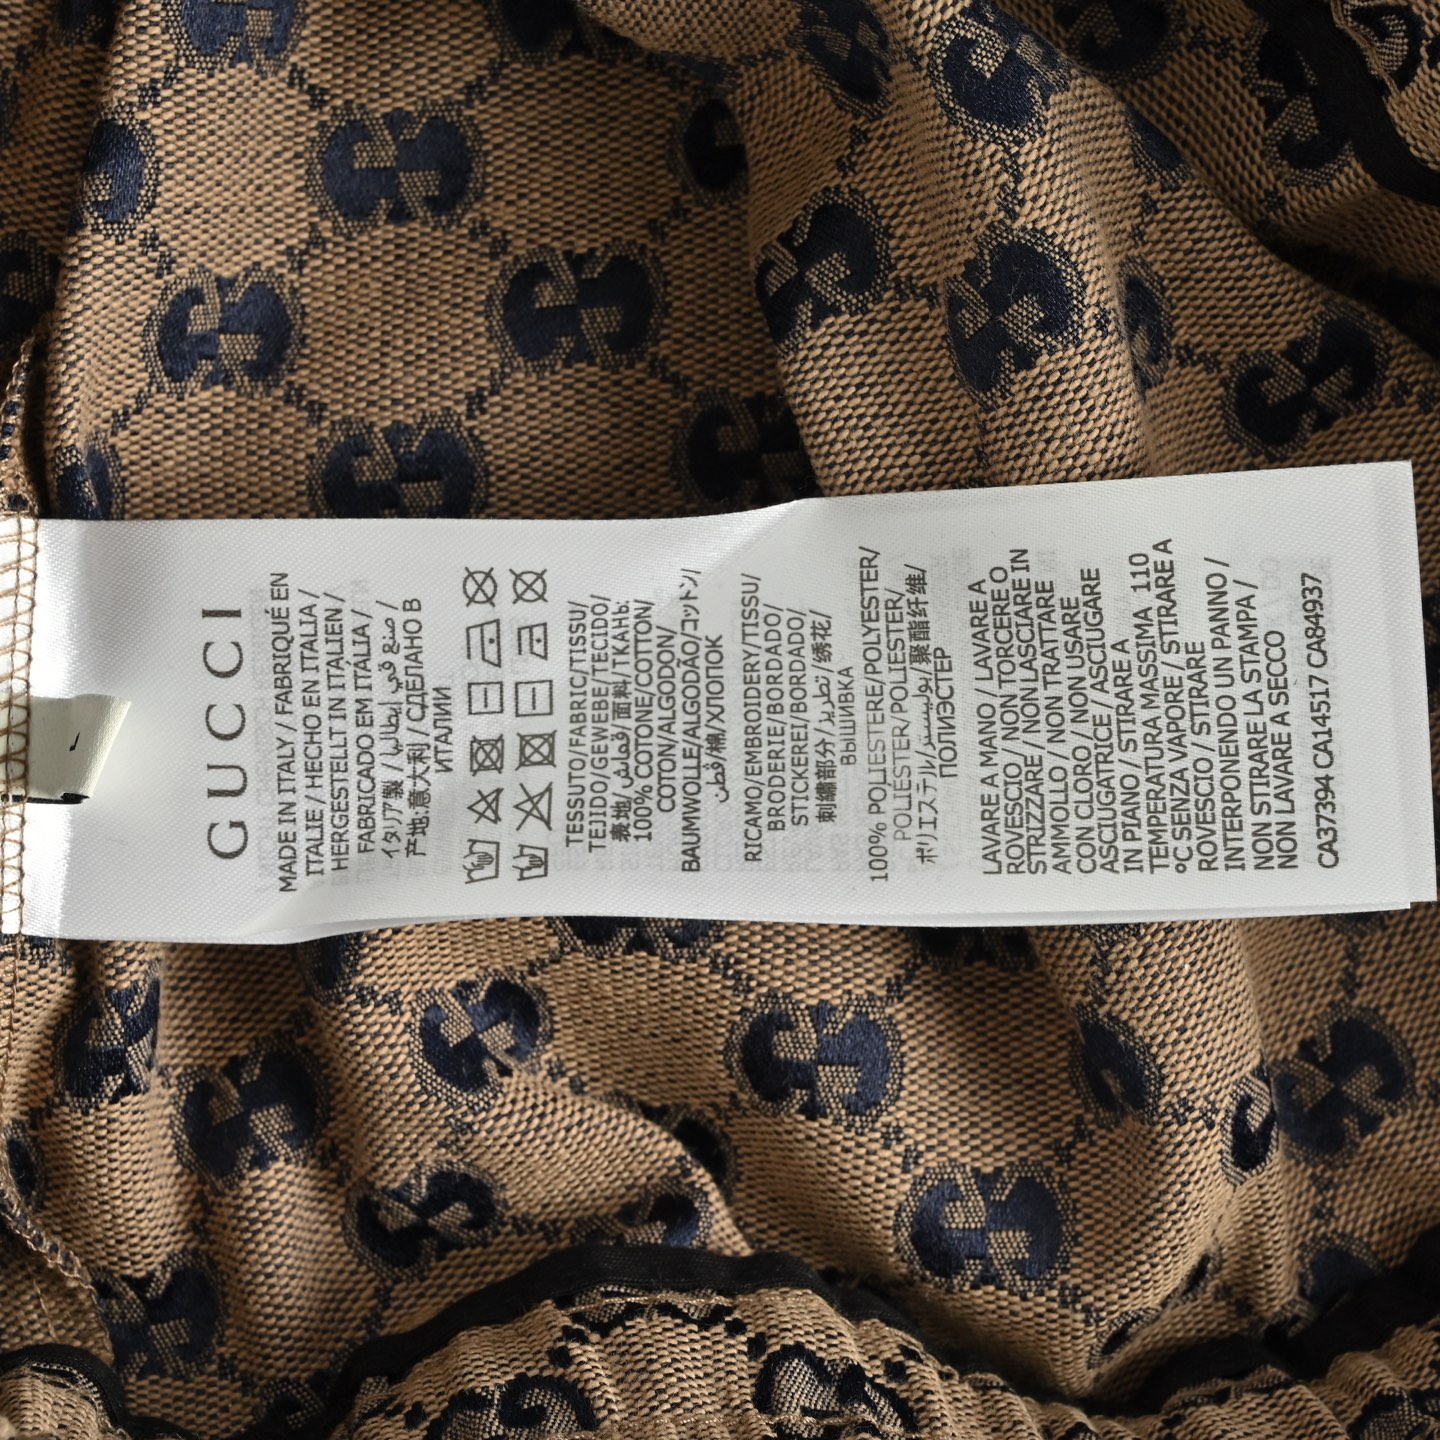 GUCCI
MADE IN ITALY / FABRIQUÉ EN
ITALIE / HECHO EN ITALIA /
HERGESTELLT IN ITALIEN /
FABRICADO EM ITÁLIA /
イタリア製 / صنع في إيطاليا /
产地:意大利 / СДЕЛАНО В
ИТАЛИИ
TESSUTO/FABRIC/TISSU/
TEJIDO/GEWEBE/TECIDO/
表地/قماش/面料/ТКАНЬ:
100% COTONE/COTTON/
COTON/ALGODON/
BAUMWOLLE/ALGODÃO/コットン/
قطن/棉/ХЛОПОК
RICAMO/EMBROIDERY/TISSU/
BRODERIE/BORDADO/
STICKEREI/BORDADO/
刺繍部分/تطريز/绣花/
ВЫШИВКА
100% POLIESTERE/POLYESTER/
POLIESTER/POLIESTER/
ポリエステル/بوليستر/聚酯纤维/
ПОЛИЭСТЕР
LAVARE A MANO / LAVARE A
ROVESCIO / NON TORCERE O
STRIZZARE / NON LASCIARE IN
AMMOLLO / NON TRATTARE
CON CLORO / NON USARE
ASCIUGATRICE / ASCIUGARE
IN PIANO / STIRARE A
TEMPERATURA MASSIMA 110
°C SENZA VAPORE / STIRARE A
ROVESCIO / STIRARE
INTERPONENDO UN PANNO /
NON STIRARE LA STAMPA /
NON LAVARE A SECCO
CA37394 CA14517 CA84937